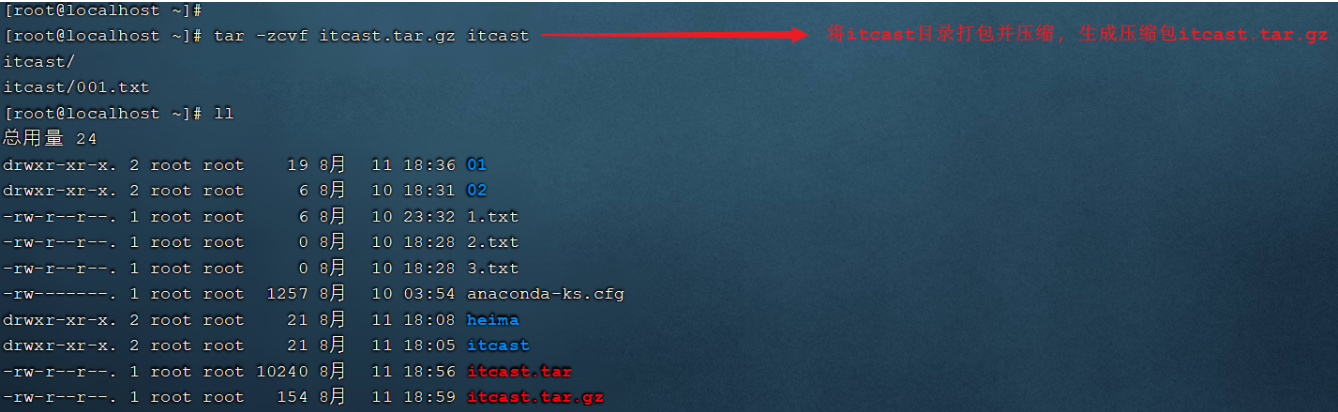 [root@localhost ~]#
[root@localhost ~]# tar -zcvf itcast.tar.gz itcast 将itcast目录打包并压缩，生成压缩包itcast.tar.gz
itcast/
itcast/001.txt
[root@localhost ~]# ll
总用量 24
drwxr-xr-x. 2 root root    19 8月  11 18:36 01
drwxr-xr-x. 2 root root     6 8月  10 18:31 02
-rw-r--r--. 1 root root     6 8月  10 23:32 1.txt
-rw-r--r--. 1 root root     0 8月  10 18:28 2.txt
-rw-r--r--. 1 root root     0 8月  10 18:28 3.txt
-rw-------. 1 root root  1257 8月  10 03:54 anaconda-ks.cfg
drwxr-xr-x. 2 root root    21 8月  11 18:08 heima
drwxr-xr-x. 2 root root    21 8月  11 18:05 itcast
-rw-r--r--. 1 root root 10240 8月  11 18:56 itcast.tar
-rw-r--r--. 1 root root   154 8月  11 18:59 itcast.tar.gz